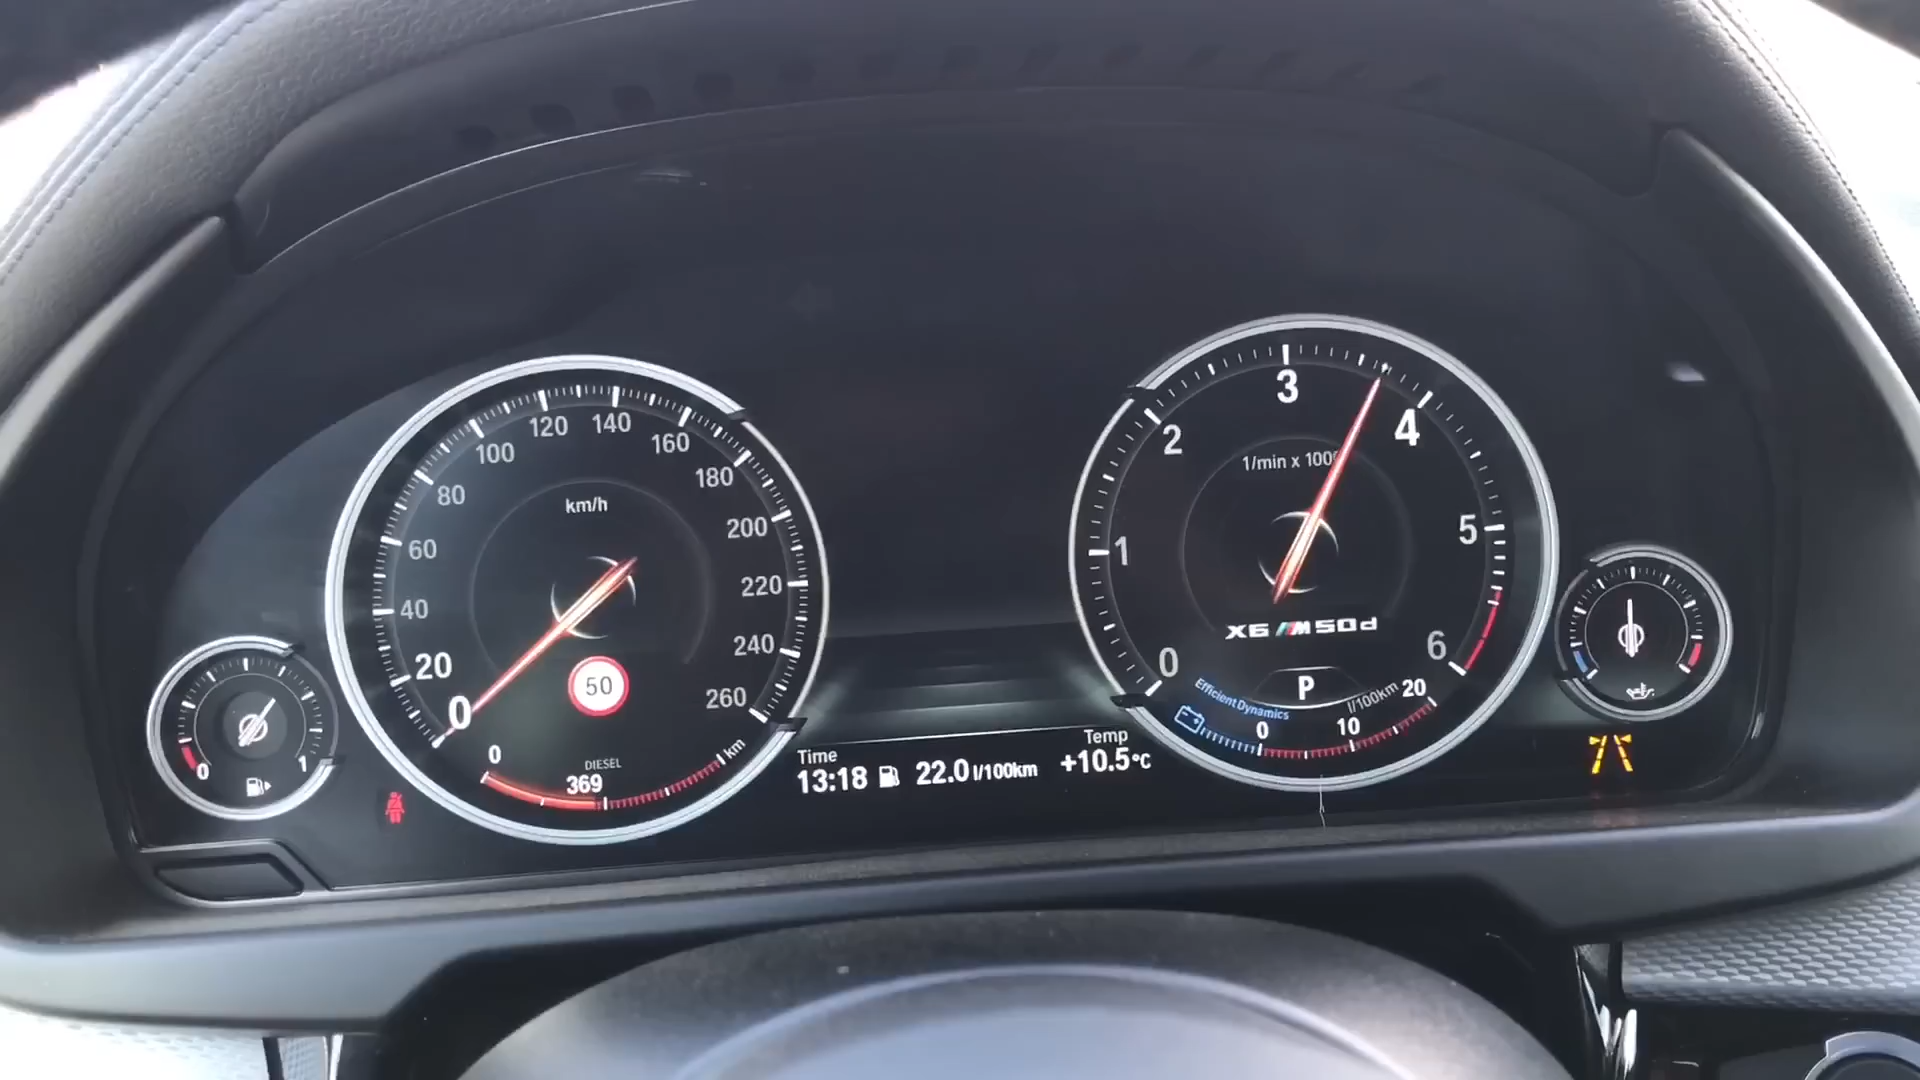 0
20
40
60
80
100
120
140
160
180
200
220
240
260
km/h
50
0
DIESEL
369
km
0
1
Time
13:18
22.0 l/100km
Temp
+10.5°C
0
1
2
3
4
5
6
1/min x 100
X6 M50d
P
Efficient Dynamics
0
10
20
l/100km